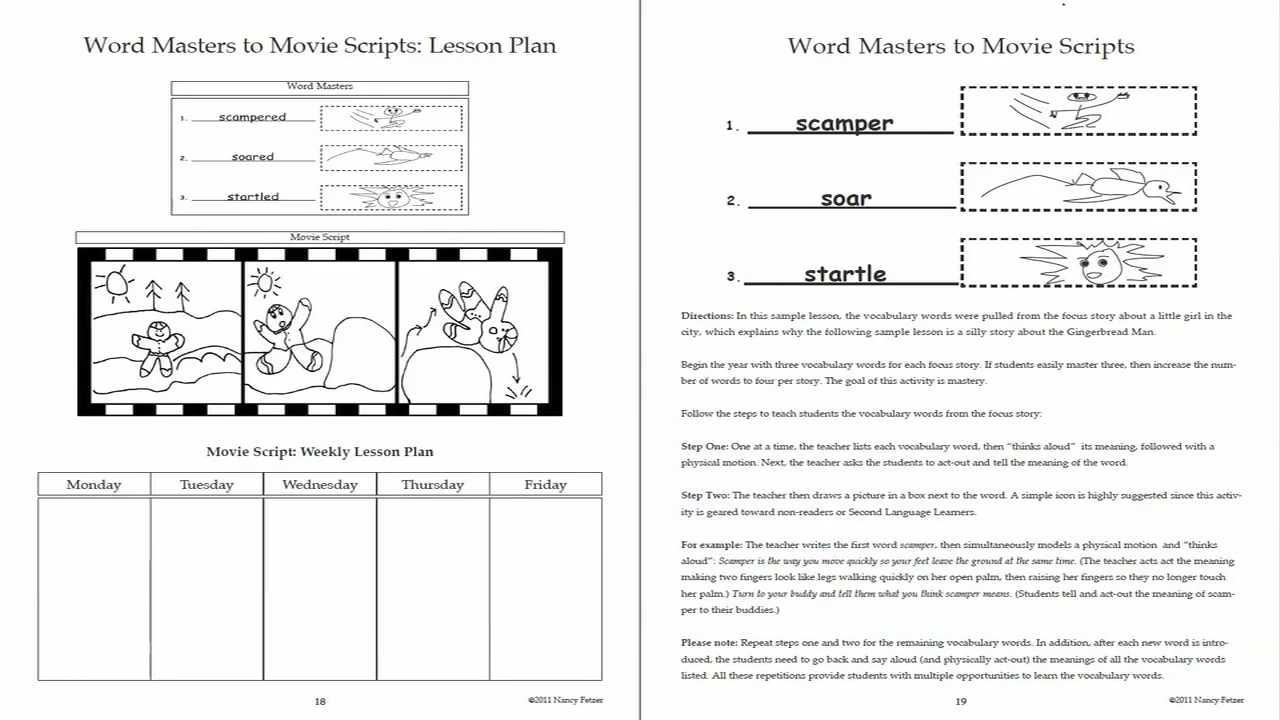 Word Masters to Movie Scripts: Lesson Plan
Word Masters
1. scampered
2. soared
3. startled
Movie Script
Movie Script: Weekly Lesson Plan
Monday Tuesday Wednesday Thursday Friday
18
©2011 Nancy Fetzer
Word Masters to Movie Scripts
1. scamper
2. soar
3. startle
Directions: In this sample lesson, the vocabulary words were pulled from the focus story about a little girl in the
city, which explains why the following sample lesson is a silly story about the Gingerbread Man.
Begin the year with three vocabulary words for each focus story. If students easily master three, then increase the num-
ber of words to four per story. The goal of this activity is mastery.
Follow the steps to teach students the vocabulary words from the focus story:
Step One: One at a time, the teacher lists each vocabulary word, then “thinks aloud” its meaning, followed with a
physical motion. Next, the teacher asks the students to act-out and tell the meaning of the word.
Step Two: The teacher then draws a picture in a box next to the word. A simple icon is highly suggested since this activ-
ity is geared toward non-readers or Second Language Learners.
For example: The teacher writes the first word scamper, then simultaneously models a physical motion and “thinks
aloud”: Scamper is the way you move quickly so your feet leave the ground at the same time. (The teacher acts act the meaning
making two fingers look like legs walking quickly on her open palm, then raising her fingers so they no longer touch
her palm.) Turn to your buddy and tell them what you think scamper means. (Students tell and act-out the meaning of scam-
per to their buddies.)
Please note: Repeat steps one and two for the remaining vocabulary words. In addition, after each new word is intro-
duced, the students need to go back and say aloud (and physically act-out) the meanings of all the vocabulary words
listed. All these repetitions provide students with multiple opportunities to learn the vocabulary words.
19
©2011 Nancy Fetzer